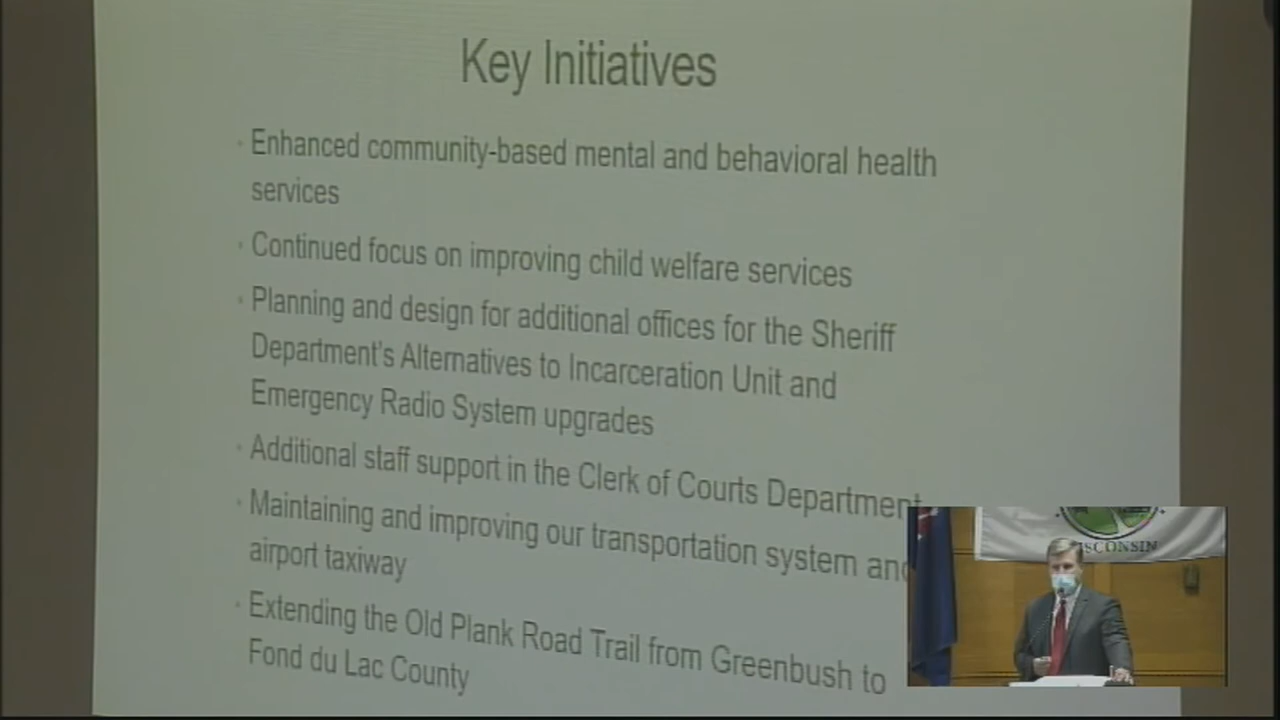 Key Initiatives
Enhanced community-based mental and behavioral health
services
Continued focus on improving child welfare services
Planning and design for additional offices for the Sheriff
Department's Alternatives to Incarceration Unit and
Emergency Radio System upgrades
Additional staff support in the Clerk of Courts Department
Maintaining and improving our transportation system and
airport taxiway
Extending the Old Plank Road Trail from Greenbush to
Fond du Lac County
ISCONSIN